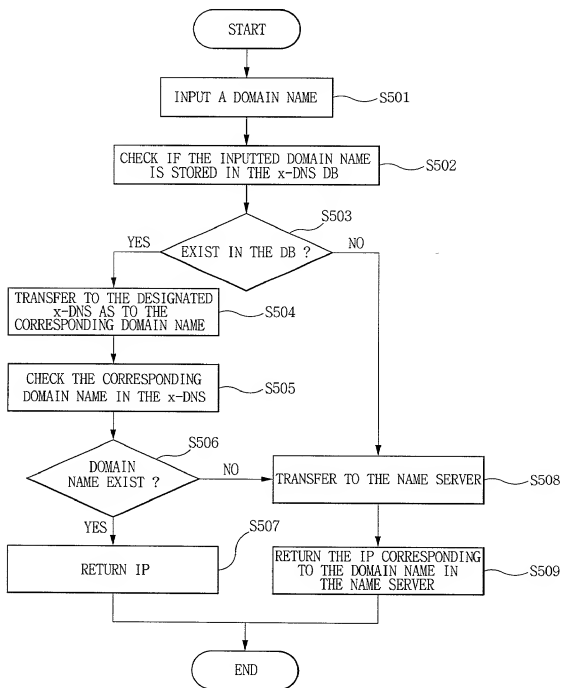 START
INPUT A DOMAIN NAME
S501
CHECK IF THE INPUTTED DOMAIN NAME
IS STORED IN THE x-DNS DB
S502
S503
EXIST IN THE DB ?
YES
NO
TRANSFER TO THE DESIGNATED
x-DNS AS TO THE
CORRESPONDING DOMAIN NAME
S504
CHECK THE CORRESPONDING
DOMAIN NAME IN THE x-DNS
S505
S506
DOMAIN
NAME EXIST ?
NO
TRANSFER TO THE NAME SERVER
S508
YES
S507
RETURN IP
RETURN THE IP CORRESPONDING
TO THE DOMAIN NAME IN
THE NAME SERVER
S509
END